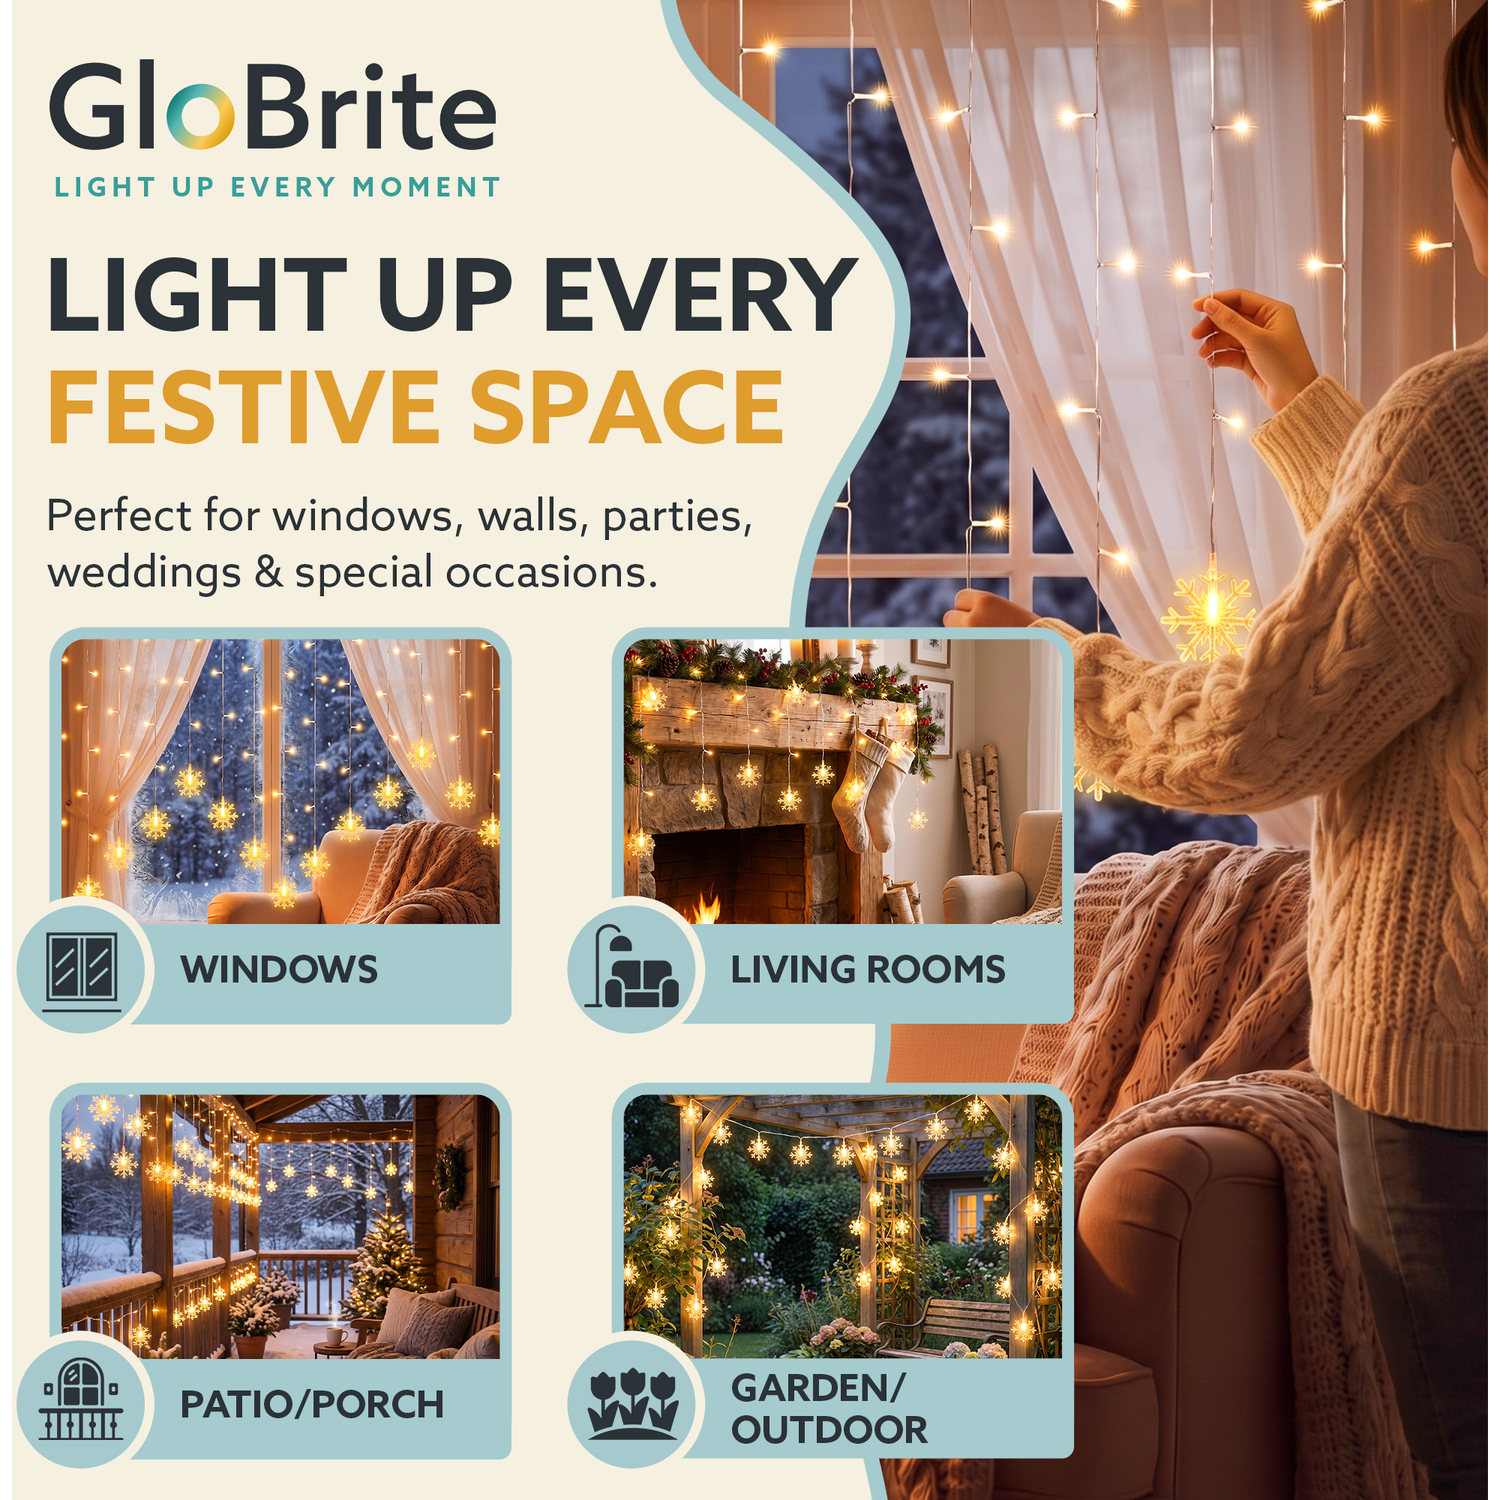 GloBrite
LIGHT UP EVERY MOMENT
LIGHT UP EVERY
FESTIVE SPACE
Perfect for windows, walls, parties,
weddings & special occasions.
WINDOWS
LIVING ROOMS
PATIO/PORCH
GARDEN/
OUTDOOR